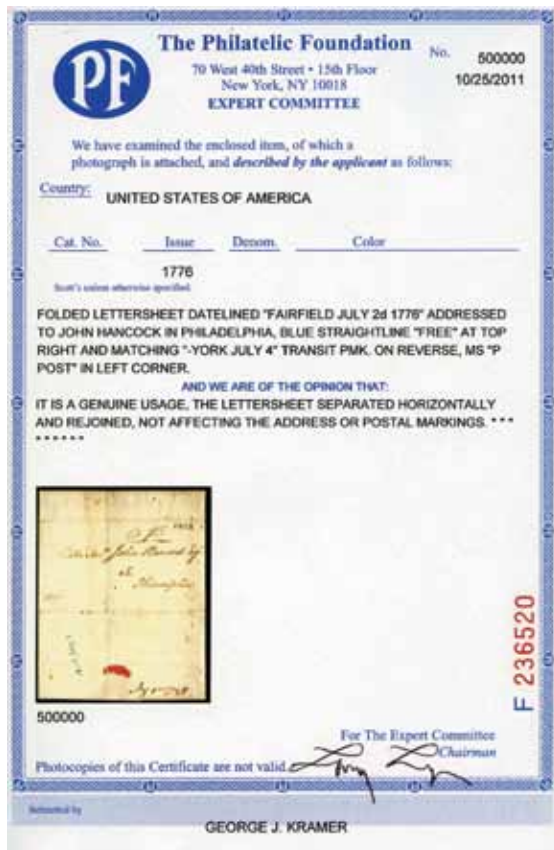 The Philatelic Foundation
70 West 40th Street • 15th Floor
New York, NY 10018
EXPERT COMMITTEE
No. 500000
10/25/2011
PF
We have examined the enclosed item, of which a
photograph is attached, and described by the applicant as follows:
Country: UNITED STATES OF AMERICA
Cat. No. Issue Denom. Color
1776
Scott's unless otherwise specified
FOLDED LETTERSHEET DATELINED "FAIRFIELD JULY 2d 1776" ADDRESSED
TO JOHN HANCOCK IN PHILADELPHIA, BLUE STRAIGHTLINE "FREE" AT TOP
RIGHT AND MATCHING "-YORK JULY 4" TRANSIT PMK. ON REVERSE, MS "P
POST" IN LEFT CORNER.
AND WE ARE OF THE OPINION THAT:
IT IS A GENUINE USAGE, THE LETTERSHEET SEPARATED HORIZONTALLY
AND REJOINED, NOT AFFECTING THE ADDRESS OR POSTAL MARKINGS. * * *
* * * * * *
500000
F 236520
For The Expert Committee
Chairman
Photocopies of this Certificate are not valid.
Submitted by
GEORGE J. KRAMER